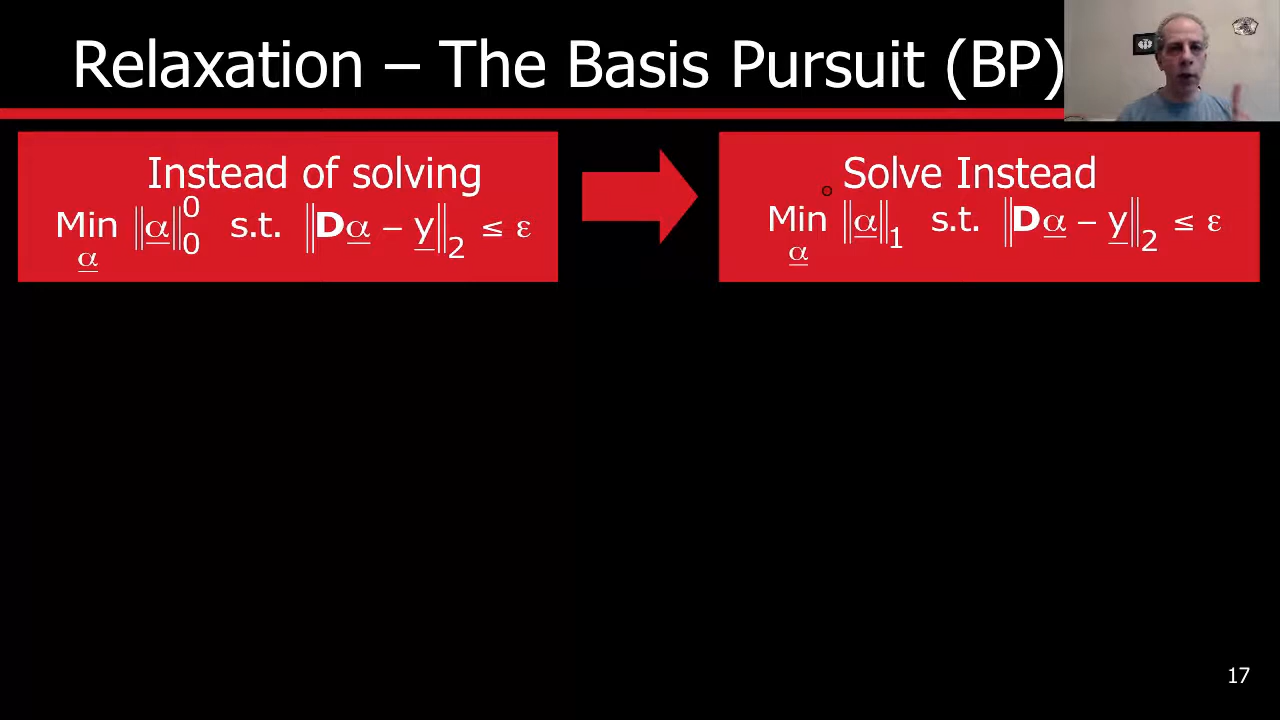 Relaxation – The Basis Pursuit (BP)
Instead of solving
Min ‖α‖₀⁰ s.t. ‖Dα − y‖₂ ≤ ε
α
Solve Instead
Min ‖α‖₁ s.t. ‖Dα − y‖₂ ≤ ε
α
17